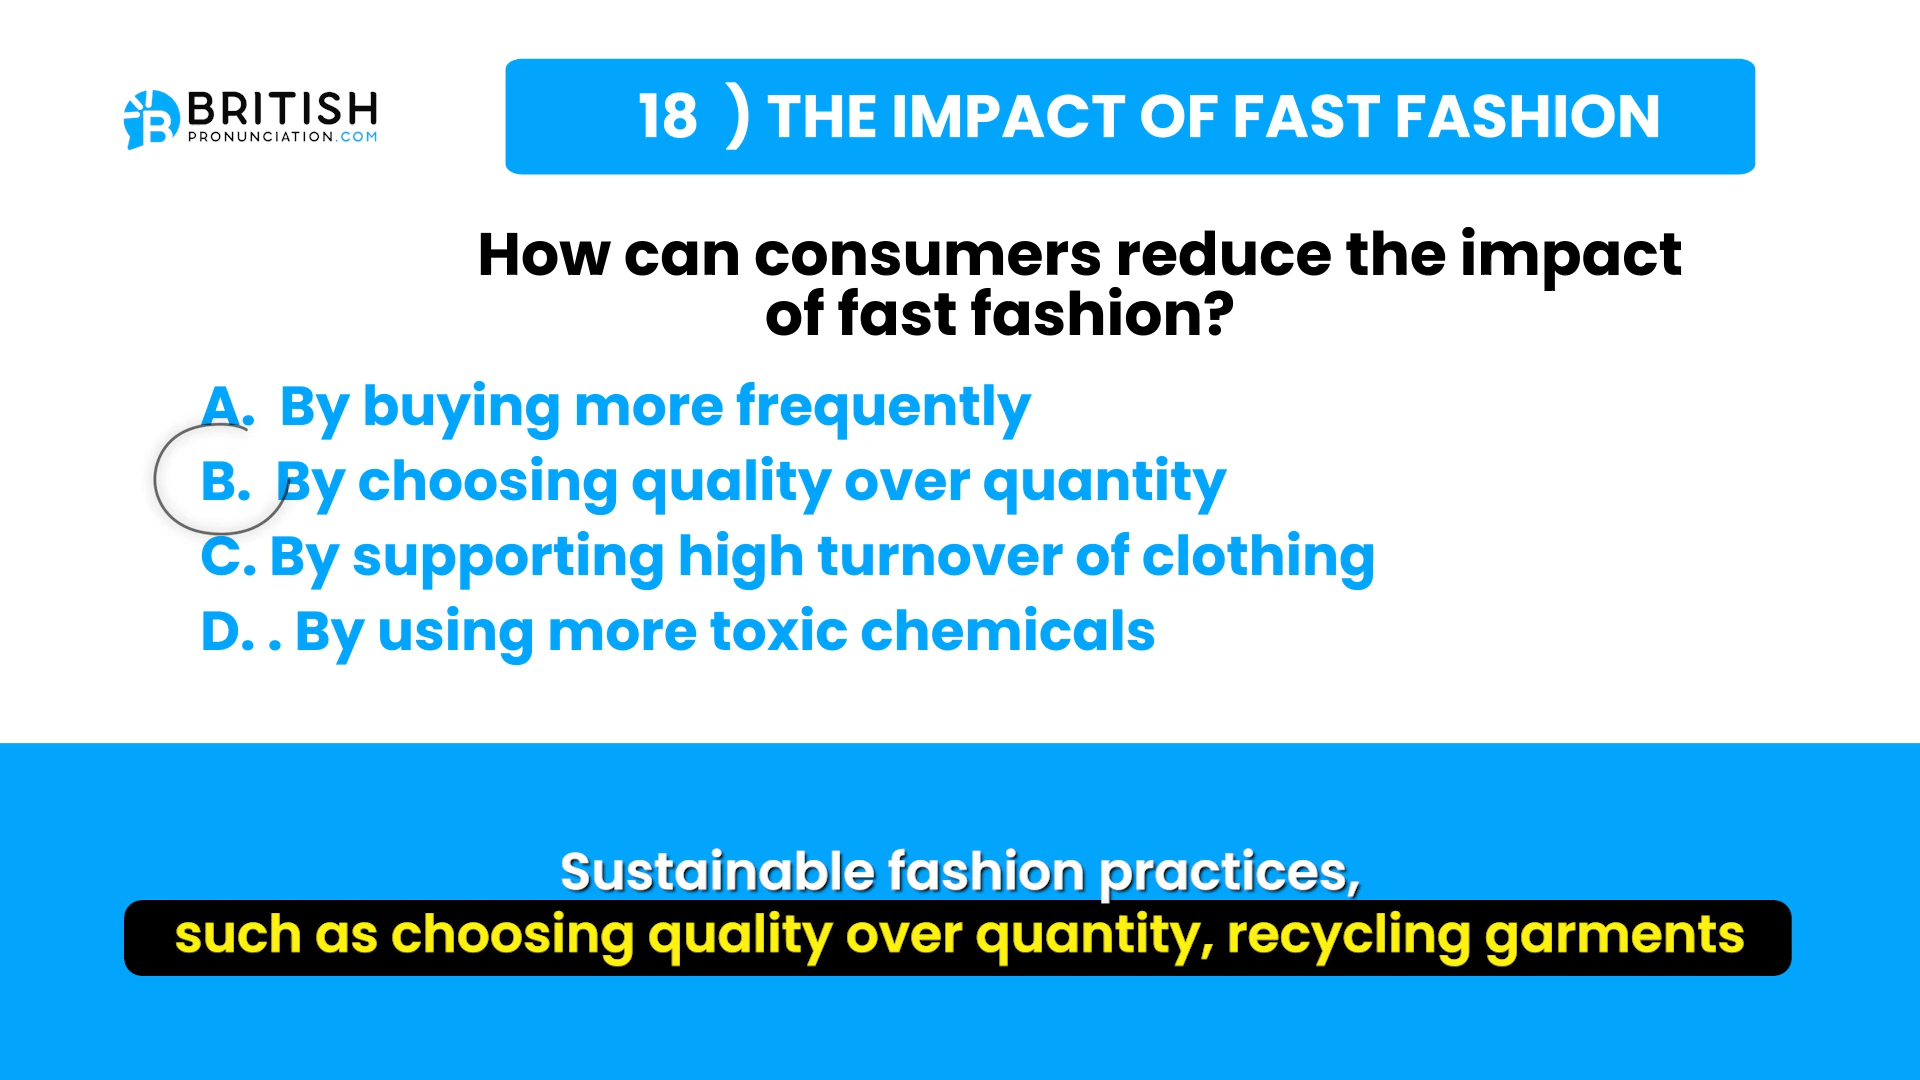 BRITISH
PRONUNCIATION.COM
18 ) THE IMPACT OF FAST FASHION
How can consumers reduce the impact
of fast fashion?
A. By buying more frequently
B. By choosing quality over quantity
C. By supporting high turnover of clothing
D. . By using more toxic chemicals
Sustainable fashion practices,
such as choosing quality over quantity, recycling garments